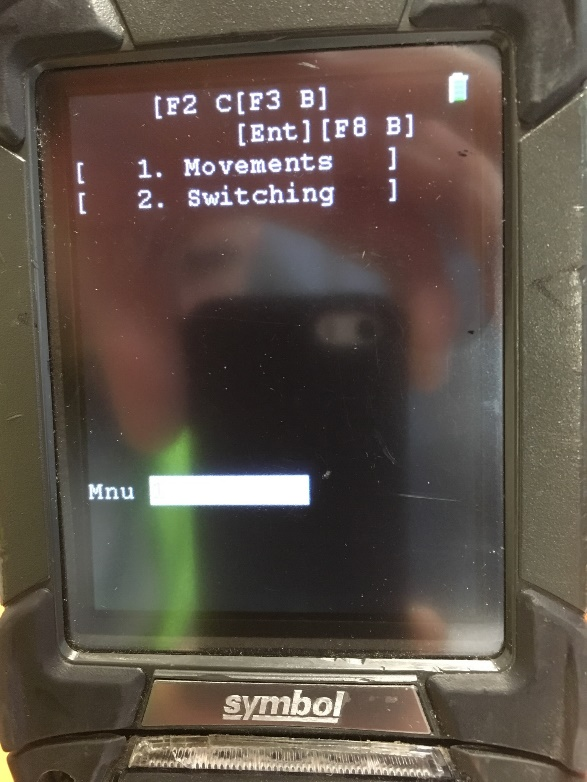 [F2 C[F3 B]
[Ent][F8 B]
[ 1. Movements ]
[ 2. Switching ]
Mnu
symbol